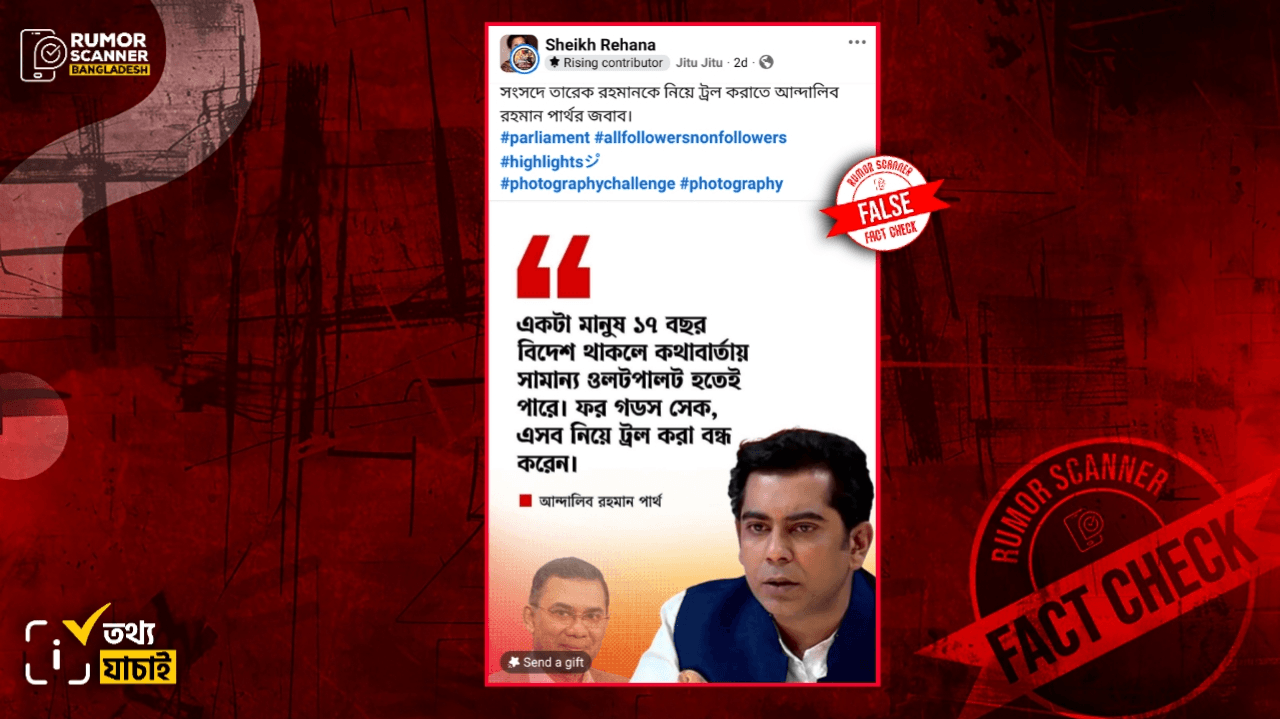 RUMOR
SCANNER
BANGLADESH
Sheikh Rehana
Rising contributor Jitu Jitu · 2d ·
সংসদে তারেক রহমানকে নিয়ে ট্রল করাতে আন্দালিব
রহমান পার্থর জবাব।
#parliament #allfollowersnonfollowers
#highlightsジ
#photographychallenge #photography
RUMOR SCANNER
FALSE
FACT CHECK
একটা মানুষ ১৭ বছর
বিদেশ থাকলে কথাবার্তায়
সামান্য ওলটপালট হতেই
পারে। ফর গডস সেক,
এসব নিয়ে ট্রল করা বন্ধ
করেন।
আন্দালিব রহমান পার্থ
Send a gift
তথ্য
যাচাই
RUMOR SCANNER
FACT CHECK